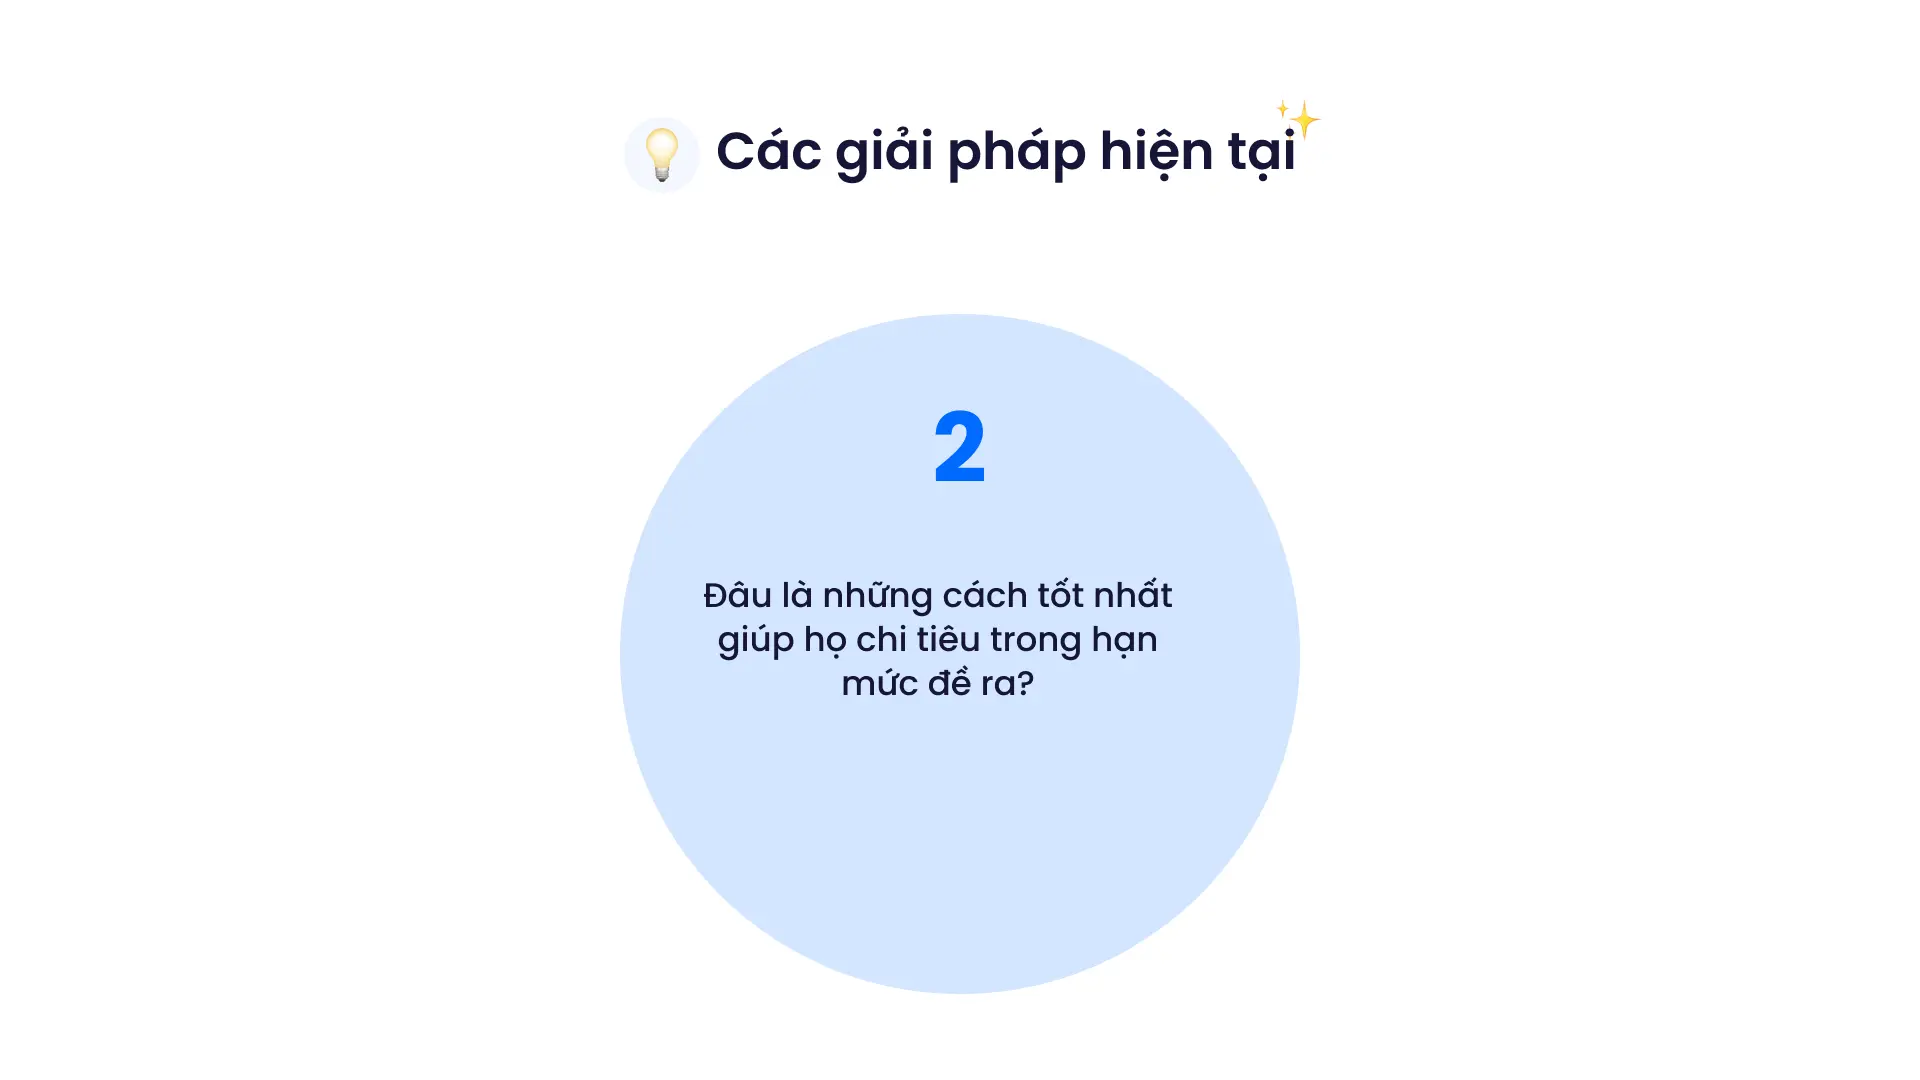 Các giải pháp hiện tại
2
Đâu là những cách tốt nhất
giúp họ chi tiêu trong hạn
mức đề ra?